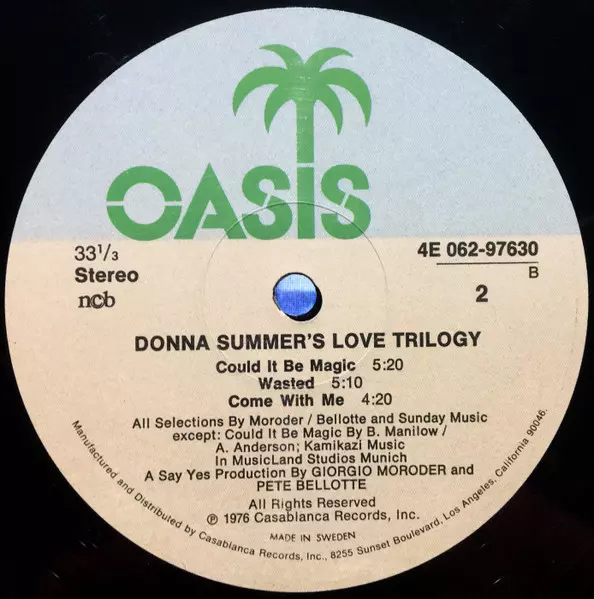 OASIS
33 1/3
Stereo
ncb
4E 062-97630
B
2
DONNA SUMMER'S LOVE TRILOGY
Could It Be Magic 5:20
Wasted 5:10
Come With Me 4:20
All Selections By Moroder / Bellotte and Sunday Music
except: Could It Be Magic By B. Manilow /
A. Anderson; Kamikazi Music
In MusicLand Studios Munich
A Say Yes Production By GIORGIO MORODER and
PETE BELLOTTE
All Rights Reserved
℗ 1976 Casablanca Records, Inc.
MADE IN SWEDEN
Manufactured and Distributed by Casablanca Records, Inc., 8255 Sunset Boulevard, Los Angeles, California 90046.